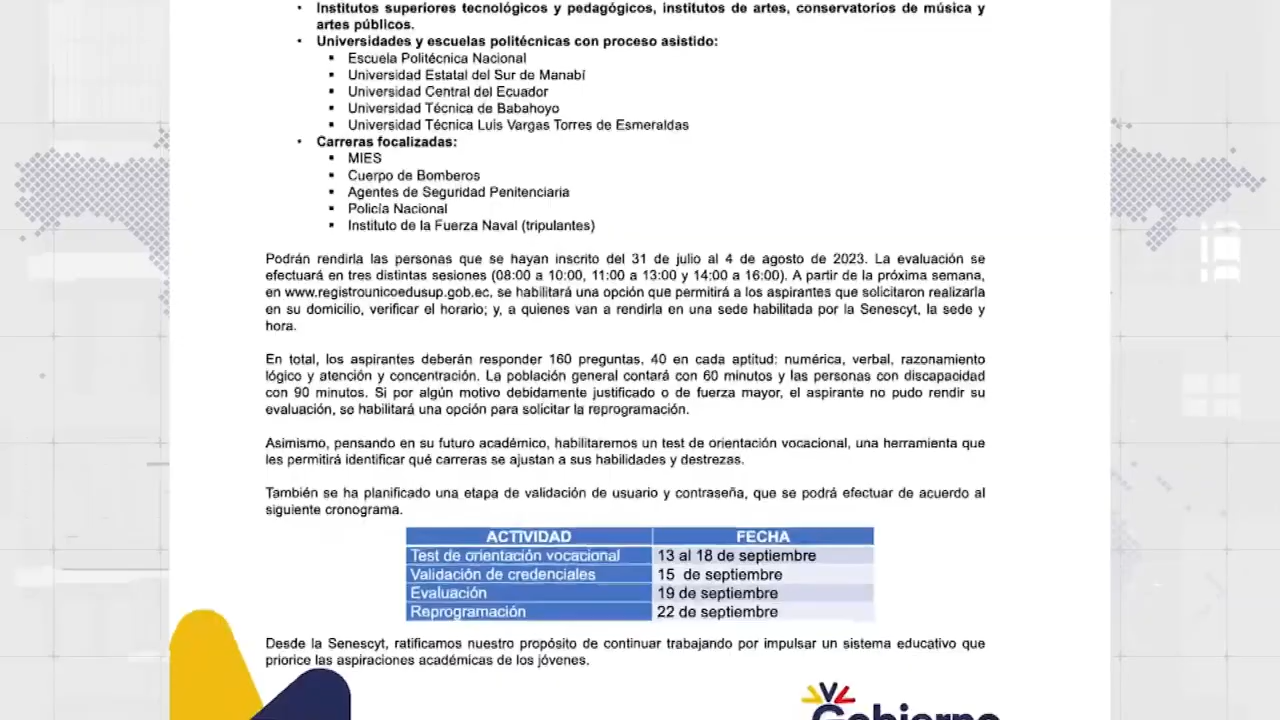 • Institutos superiores tecnológicos y pedagógicos, institutos de artes, conservatorios de música y
artes públicos.
• Universidades y escuelas politécnicas con proceso asistido:
▪ Escuela Politécnica Nacional
▪ Universidad Estatal del Sur de Manabí
▪ Universidad Central del Ecuador
▪ Universidad Técnica de Babahoyo
▪ Universidad Técnica Luis Vargas Torres de Esmeraldas
• Carreras focalizadas:
▪ MIES
▪ Cuerpo de Bomberos
▪ Agentes de Seguridad Penitenciaria
▪ Policía Nacional
▪ Instituto de la Fuerza Naval (tripulantes)
Podrán rendirla las personas que se hayan inscrito del 31 de julio al 4 de agosto de 2023. La evaluación se
efectuará en tres distintas sesiones (08:00 a 10:00, 11:00 a 13:00 y 14:00 a 16:00). A partir de la próxima semana,
en www.registrounicoedusup.gob.ec, se habilitará una opción que permitirá a los aspirantes que solicitaron realizarla
en su domicilio, verificar el horario; y, a quienes van a rendirla en una sede habilitada por la Senescyt, la sede y
hora.
En total, los aspirantes deberán responder 160 preguntas, 40 en cada aptitud: numérica, verbal, razonamiento
lógico y atención y concentración. La población general contará con 60 minutos y las personas con discapacidad
con 90 minutos. Si por algún motivo debidamente justificado o de fuerza mayor, el aspirante no pudo rendir su
evaluación, se habilitará una opción para solicitar la reprogramación.
Asimismo, pensando en su futuro académico, habilitaremos un test de orientación vocacional, una herramienta que
les permitirá identificar qué carreras se ajustan a sus habilidades y destrezas.
También se ha planificado una etapa de validación de usuario y contraseña, que se podrá efectuar de acuerdo al
siguiente cronograma.
ACTIVIDAD FECHA
Test de orientación vocacional 13 al 18 de septiembre
Validación de credenciales 15 de septiembre
Evaluación 19 de septiembre
Reprogramación 22 de septiembre
Desde la Senescyt, ratificamos nuestro propósito de continuar trabajando por impulsar un sistema educativo que
priorice las aspiraciones académicas de los jóvenes.
Gobierno